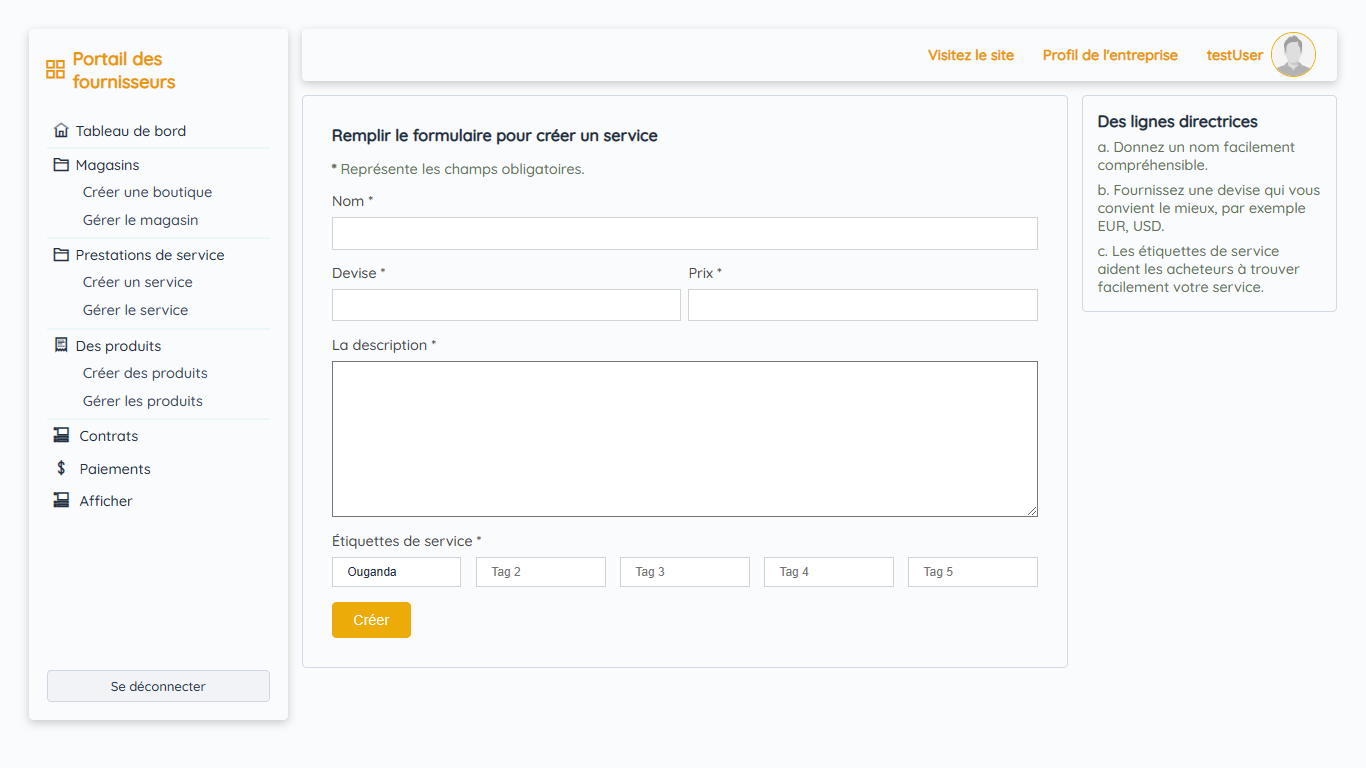 Portail des
fournisseurs
Tableau de bord
Magasins
Créer une boutique
Gérer le magasin
Prestations de service
Créer un service
Gérer le service
Des produits
Créer des produits
Gérer les produits
Contrats
$ Paiements
Afficher
Se déconnecter
Visitez le site Profil de l'entreprise testUser
Remplir le formulaire pour créer un service
* Représente les champs obligatoires.
Nom *
Devise * Prix *
La description *
Étiquettes de service *
Ouganda Tag 2 Tag 3 Tag 4 Tag 5
Créer
Des lignes directrices
a. Donnez un nom facilement
compréhensible.
b. Fournissez une devise qui vous
convient le mieux, par exemple
EUR, USD.
c. Les étiquettes de service
aident les acheteurs à trouver
facilement votre service.